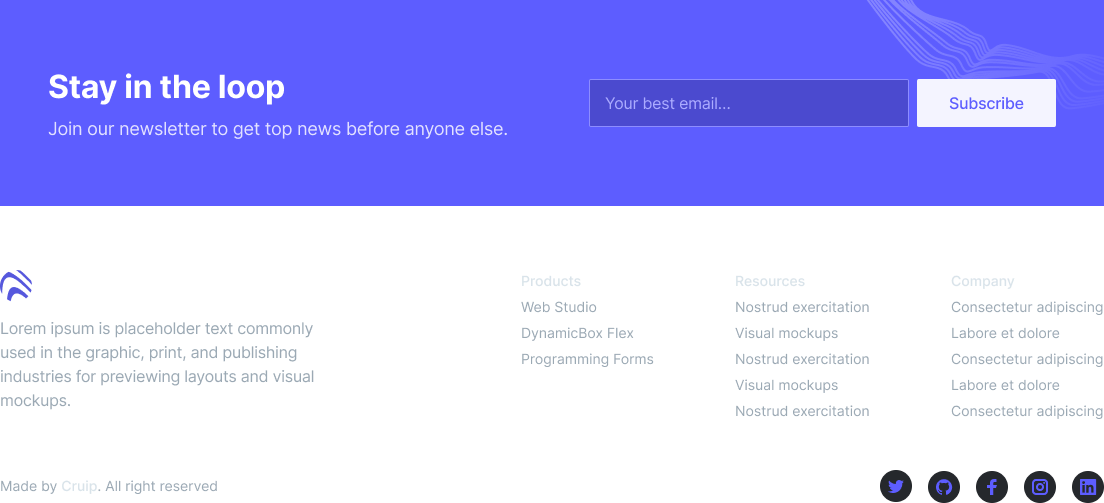 Stay in the loop
Join our newsletter to get top news before anyone else.
Your best email...
Subscribe
Lorem ipsum is placeholder text commonly
used in the graphic, print, and publishing
industries for previewing layouts and visual
mockups.
Products
Web Studio
DynamicBox Flex
Programming Forms
Resources
Nostrud exercitation
Visual mockups
Nostrud exercitation
Visual mockups
Nostrud exercitation
Company
Consectetur adipiscing
Labore et dolore
Consectetur adipiscing
Labore et dolore
Consectetur adipiscing
Made by Cruip. All right reserved